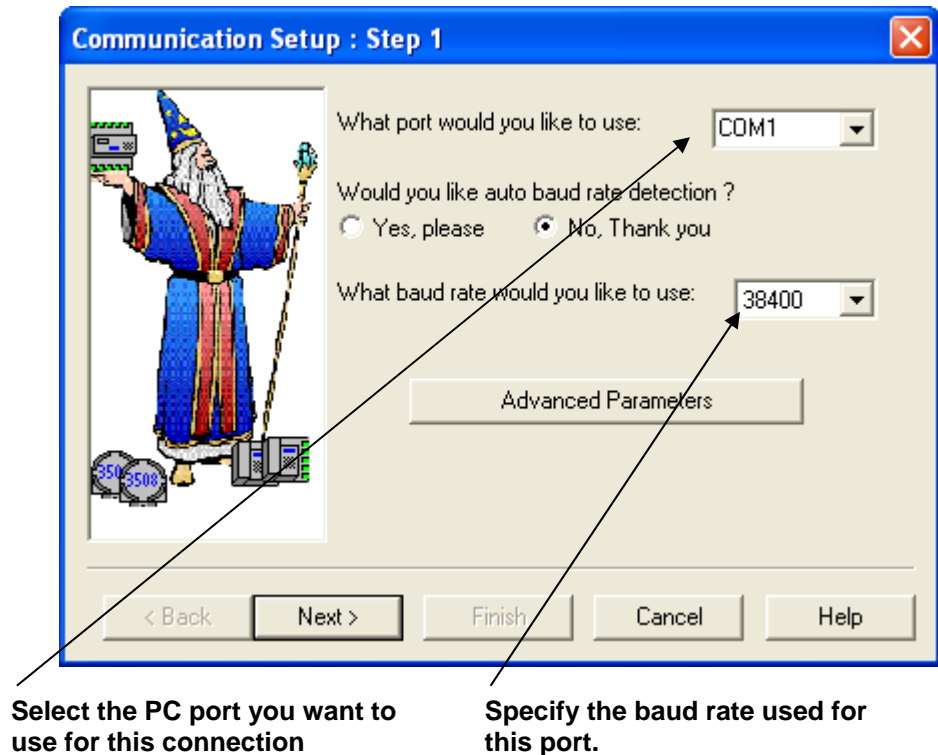 Communication Setup : Step 1
What port would you like to use:
COM1
Would you like auto baud rate detection ?
Yes, please
No, Thank you
What baud rate would you like to use:
38400
Advanced Parameters
350
3508
< Back
Next >
Finish
Cancel
Help
Select the PC port you want to
use for this connection
Specify the baud rate used for
this port.